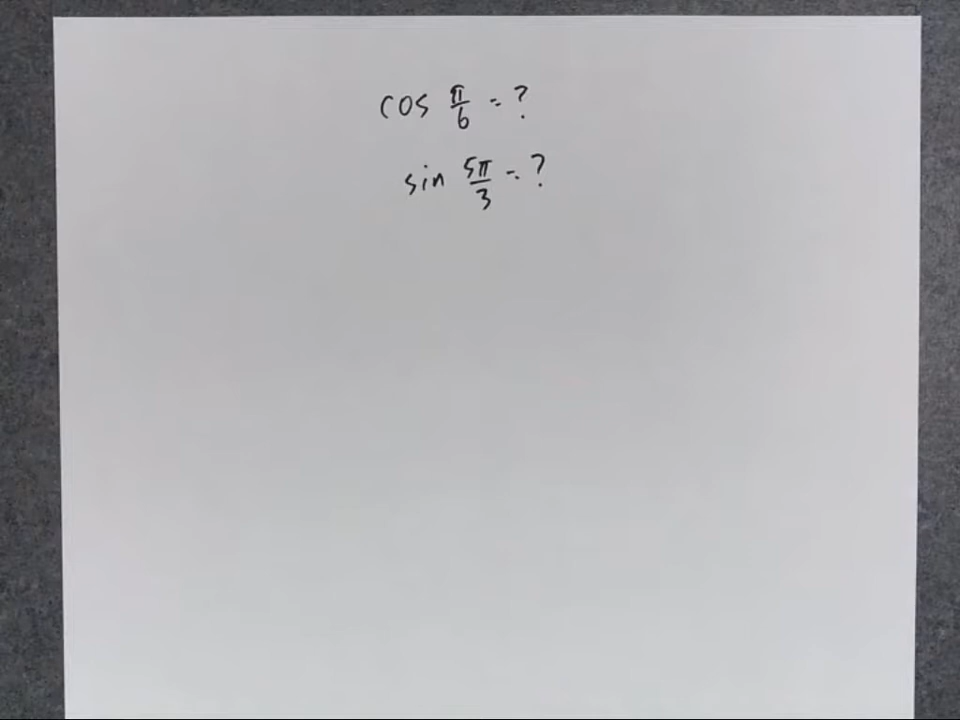 cos π/6 = ?
sin 5π/3 = ?